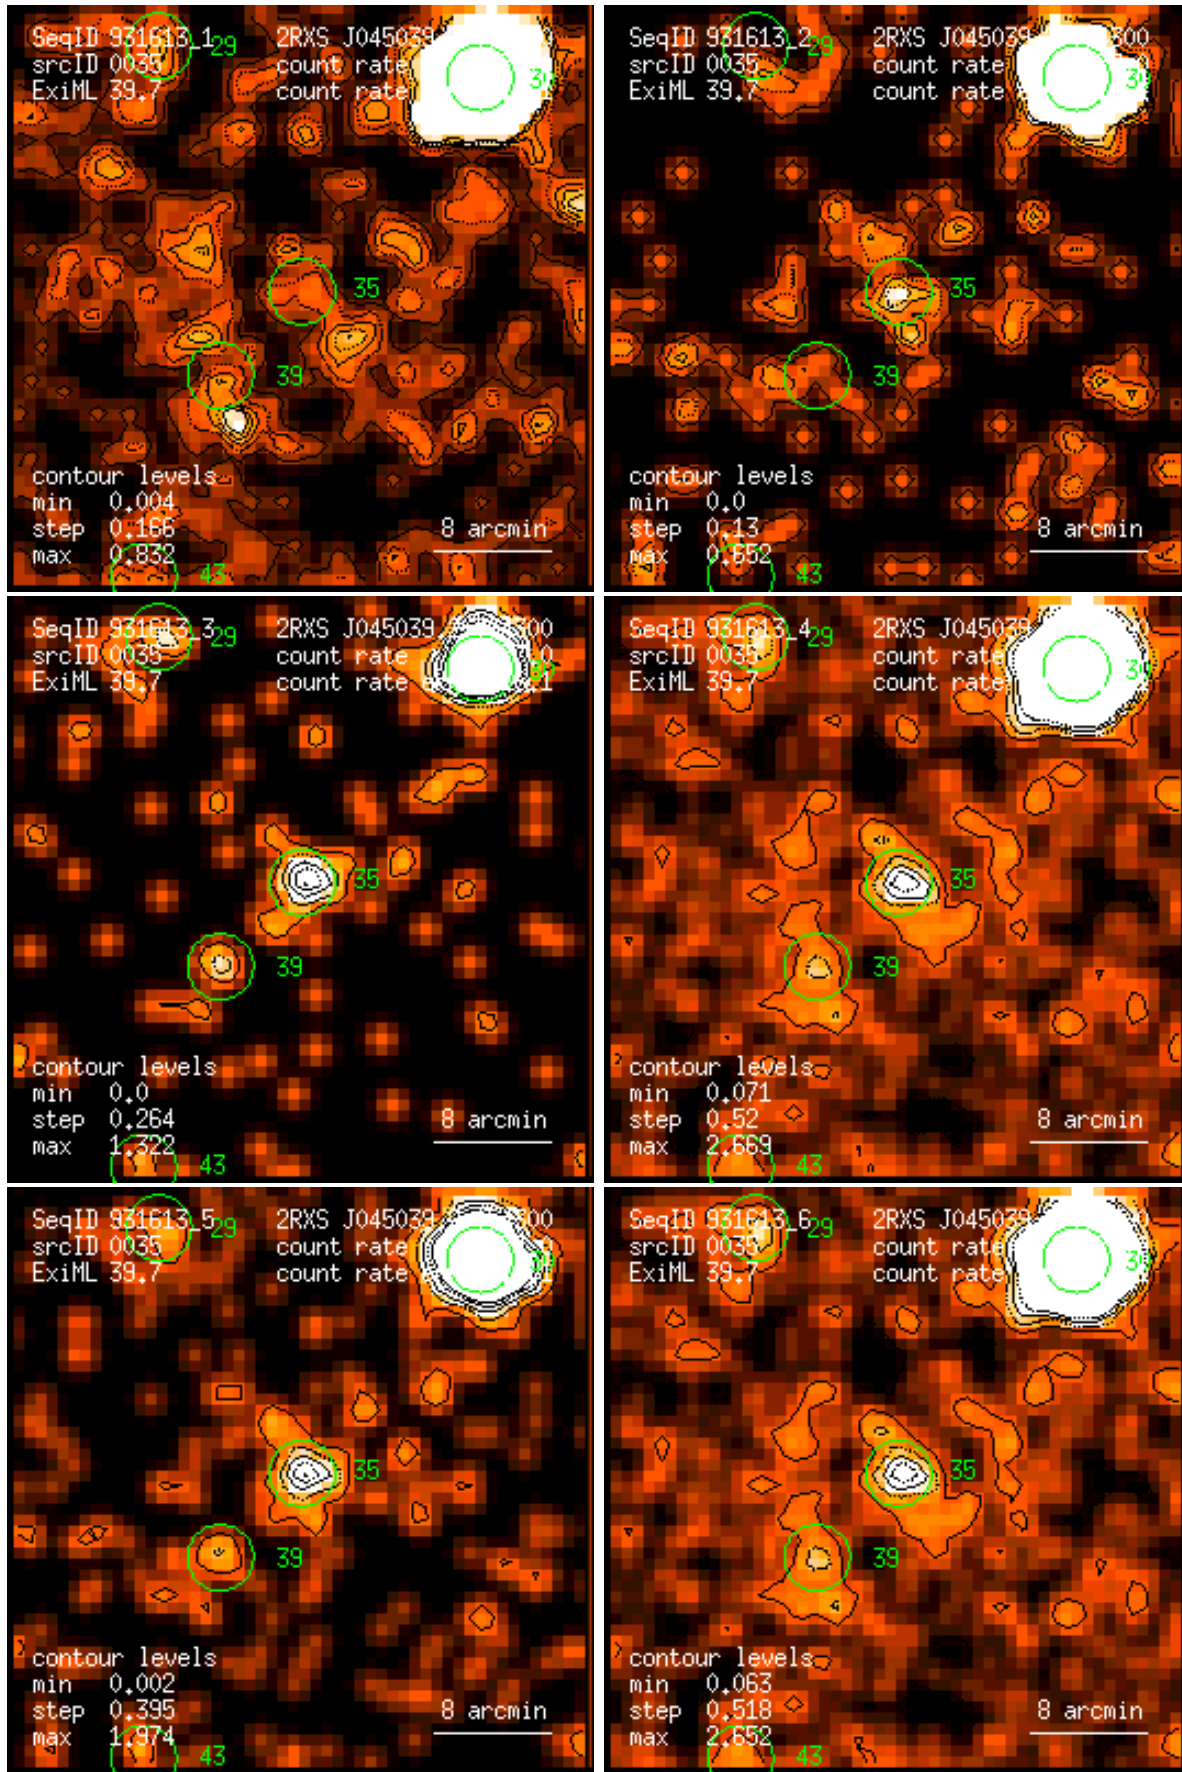 SeqID 931613_1 29 2RXS J045039
srcID 0035 count rate
ExiML 39.7 count rate
35
39
contour levels
min 0.004
step 0.166 8 arcmin
max 0.832
43
SeqID 931613_2 29 2RXS J045039 300
srcID 0035 count rate
ExiML 39.7 count rate
35
39
contour levels
min 0.0
step 0.13 8 arcmin
max 0.652
43
SeqID 931613_3 29 2RXS J045039
srcID 0035 count rate
ExiML 39.7 count rate
35
39
contour levels
min 0.0
step 0.264 8 arcmin
max 1.322
43
SeqID 931613_4 29 2RXS J045039
srcID 0035 count rate
ExiML 39.7 count rate
35
39
contour levels
min 0.071
step 0.52 8 arcmin
max 2.669
43
SeqID 931613_5 29 2RXS J045039
srcID 0035 count rate
ExiML 39.7 count rate
35
39
contour levels
min 0.002
step 0.395 8 arcmin
max 1.974
43
SeqID 931613_6 29 2RXS J045039
srcID 0035 count rate
ExiML 39.7 count rate
35
39
contour levels
min 0.063
step 0.518 8 arcmin
max 2.652
43